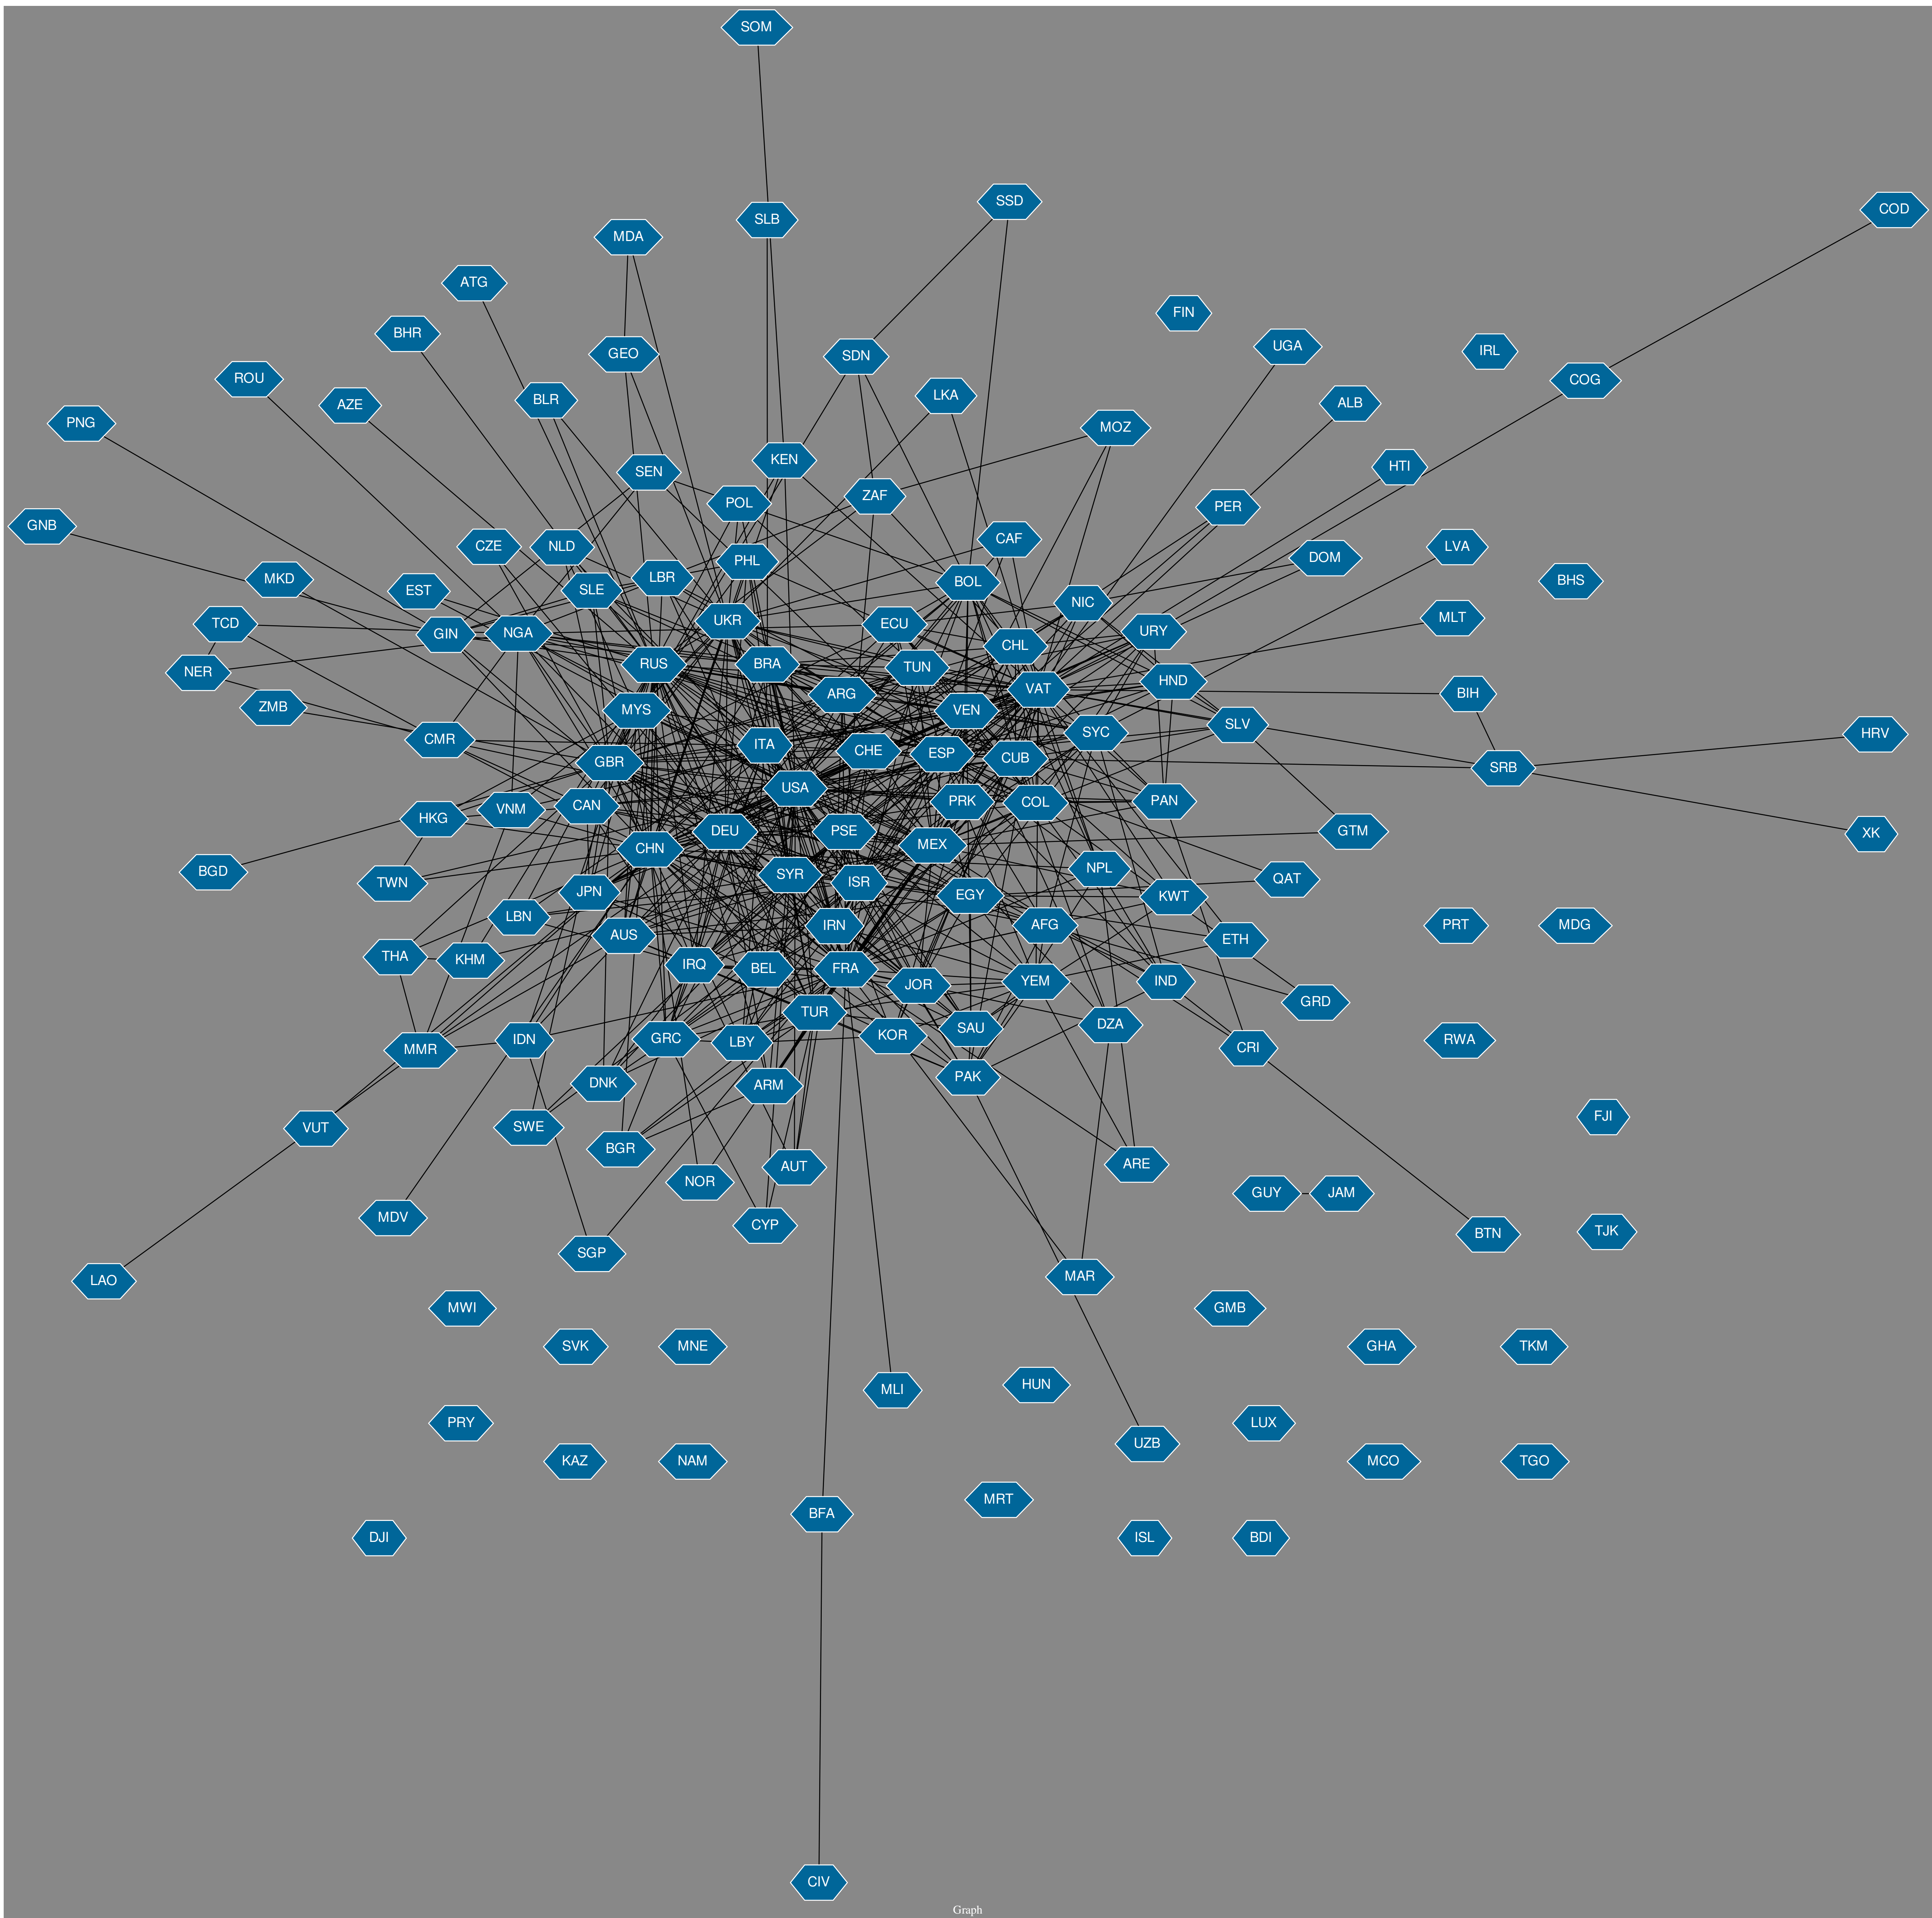 SOM
SSD
COD
SLB
MDA
ATG
FIN
BHR
UGA
IRL
GEO
SDN
ROU
COG
LKA
BLR
AZE
ALB
PNG
MOZ
KEN
HTI
SEN
ZAF
POL
PER
GNB
CAF
CZE
NLD
LVA
DOM
PHL
MKD
LBR
BOL
BHS
EST
SLE
NIC
MLT
TCD
UKR
ECU
URY
GIN
NGA
CHL
RUS
BRA
TUN
NER
HND
VAT
ARG
BIH
ZMB
MYS
VEN
SLV
SYC
HRV
CMR
ITA
CHE
ESP
CUB
GBR
SRB
USA
PRK
COL
PAN
CAN
VNM
HKG
DEU
PSE
GTM
XK
CHN
MEX
NPL
BGD
SYR
QAT
TWN
ISR
JPN
EGY
KWT
LBN
IRN
AFG
PRT
MDG
AUS
ETH
THA
KHM
IRQ
BEL
FRA
YEM
IND
JOR
GRD
TUR
DZA
SAU
KOR
GRC
IDN
LBY
RWA
MMR
CRI
PAK
DNK
ARM
FJI
SWE
VUT
BGR
ARE
AUT
NOR
GUY
JAM
MDV
CYP
TJK
BTN
SGP
MAR
LAO
MWI
GMB
SVK
MNE
GHA
TKM
HUN
MLI
PRY
LUX
UZB
KAZ
NAM
MCO
TGO
MRT
BFA
DJI
ISL
BDI
CIV
Graph